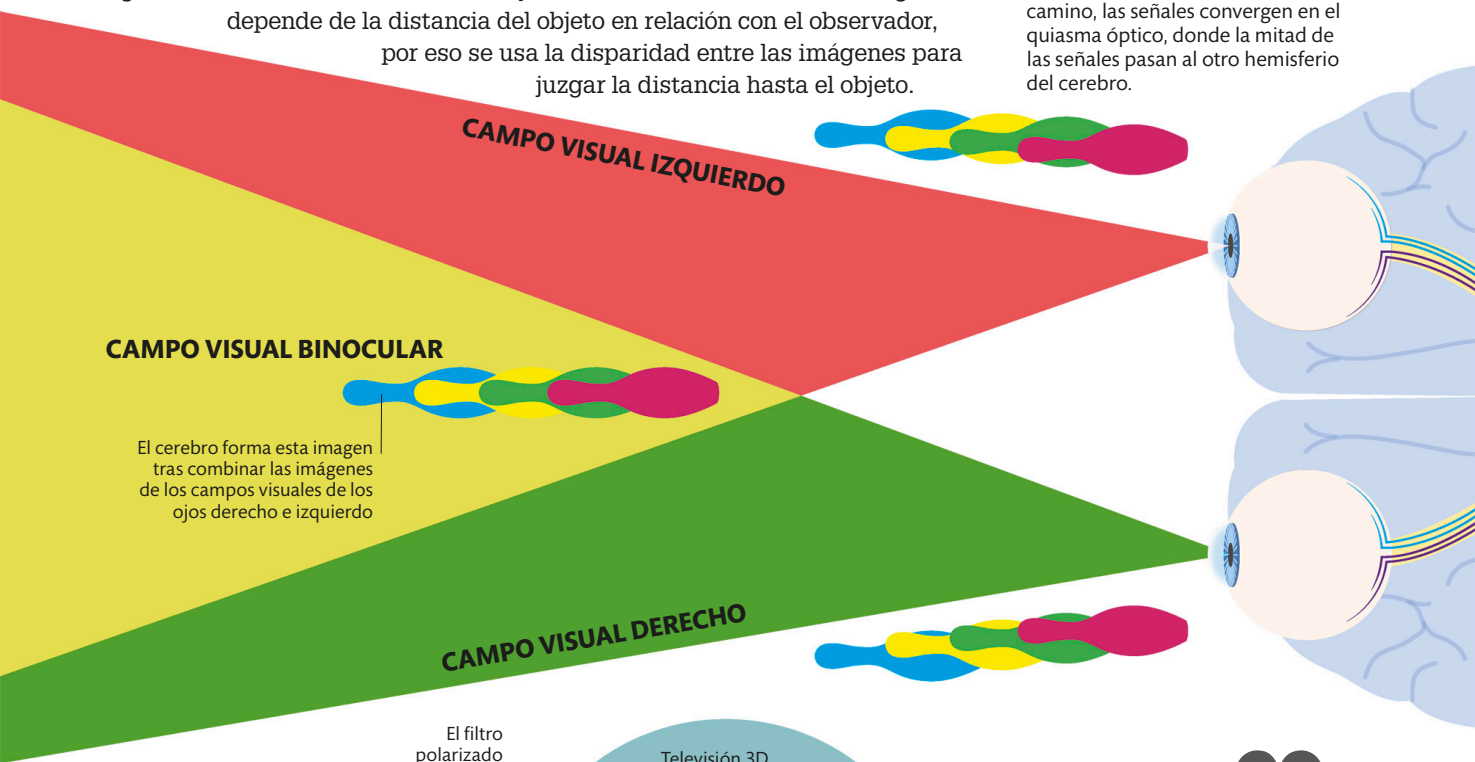 depende de la distancia del objeto en relación con el observador,
por eso se usa la disparidad entre las imágenes para
juzgar la distancia hasta el objeto.
camino, las señales convergen en el
quiasma óptico, donde la mitad de
las señales pasan al otro hemisferio
del cerebro.
CAMPO VISUAL IZQUIERDO
CAMPO VISUAL BINOCULAR
El cerebro forma esta imagen
tras combinar las imágenes
de los campos visuales de los
ojos derecho e izquierdo
CAMPO VISUAL DERECHO
El filtro
polarizado
Televisión 3D